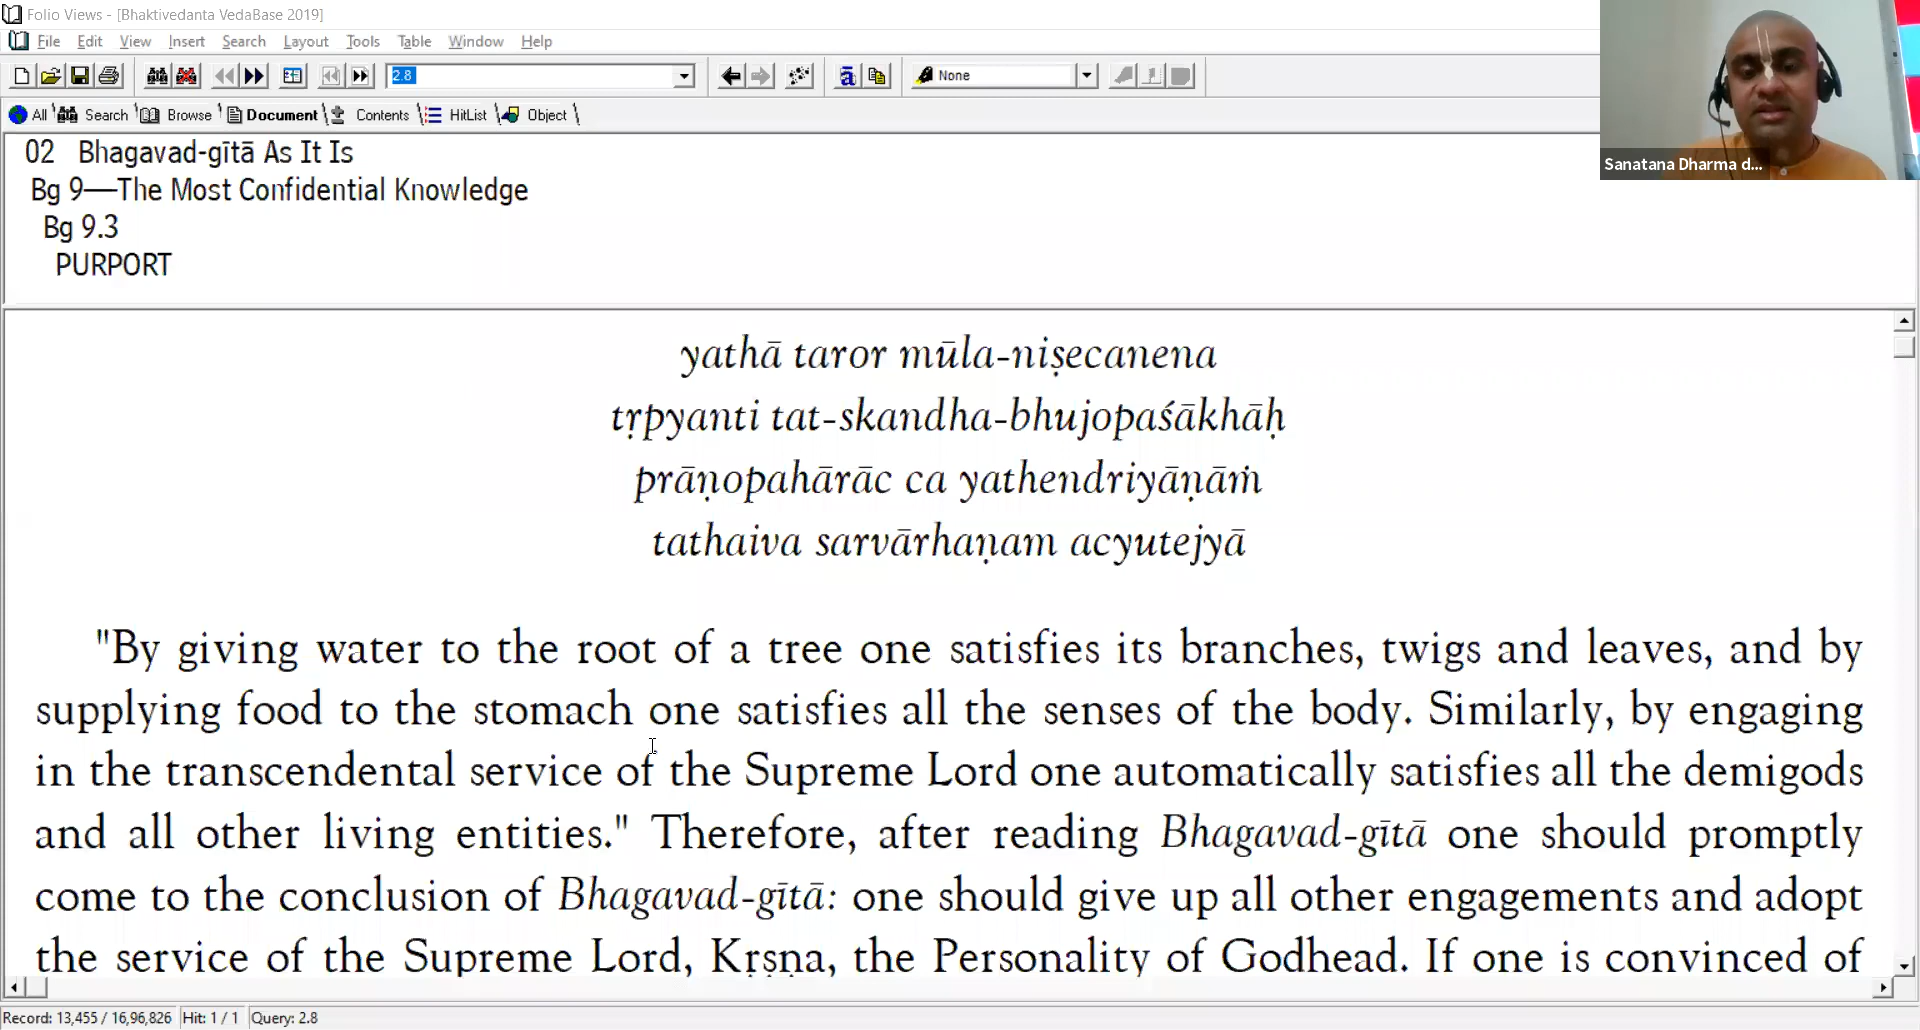 Folio Views - [Bhaktivedanta VedaBase 2019]
File Edit View Insert Search Layout Tools Table Window Help
2.8 a None
All Search Browse Document Contents HitList Object
Sanatana Dharma d...
02 Bhagavad-gītā As It Is
Bg 9—The Most Confidential Knowledge
Bg 9.3
PURPORT
yathā taror mūla-niṣecanena
tṛpyanti tat-skandha-bhujopaśākhāḥ
prāṇopahārāc ca yathendriyāṇāṁ
tathaiva sarvārhaṇam acyutejyā
"By giving water to the root of a tree one satisfies its branches, twigs and leaves, and by
supplying food to the stomach one satisfies all the senses of the body. Similarly, by engaging
in the transcendental service of the Supreme Lord one automatically satisfies all the demigods
and all other living entities." Therefore, after reading Bhagavad-gītā one should promptly
come to the conclusion of Bhagavad-gītā: one should give up all other engagements and adopt
the service of the Supreme Lord, Kṛṣṇa, the Personality of Godhead. If one is convinced of
Record: 13,455 / 16,96,826 Hit: 1 / 1 Query: 2.8